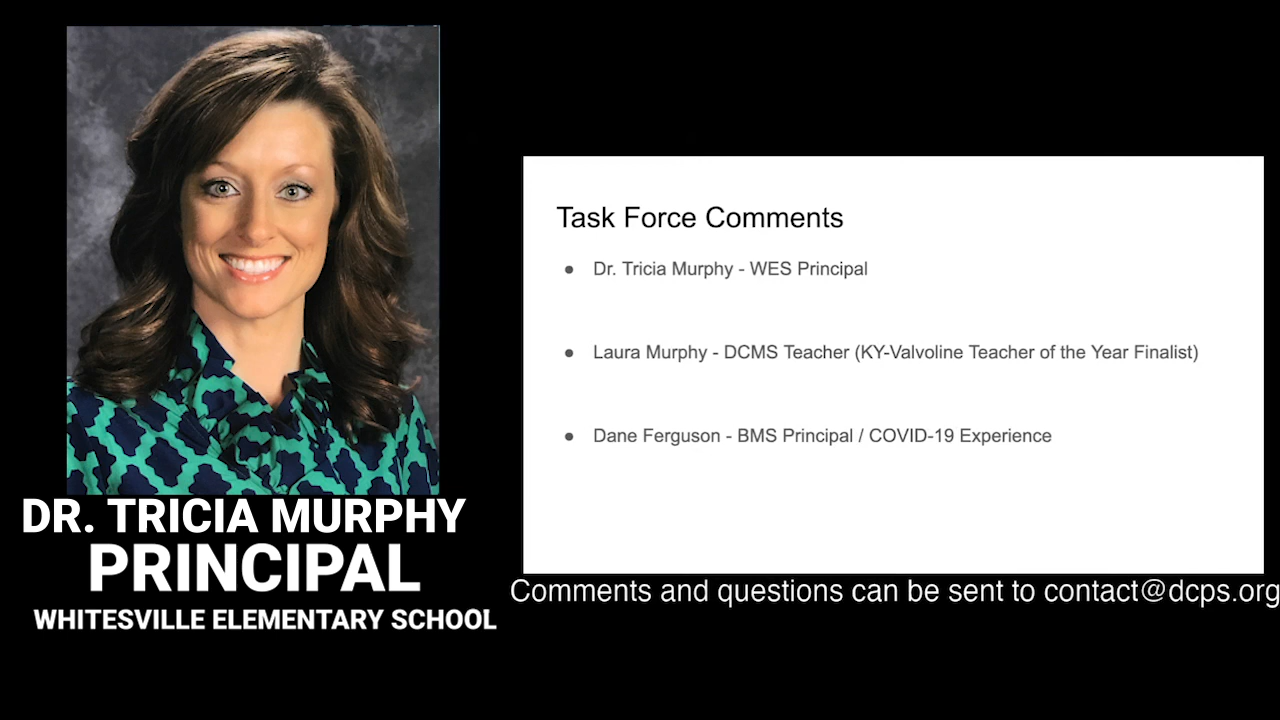 DR. TRICIA MURPHY
PRINCIPAL
WHITESVILLE ELEMENTARY SCHOOL
Task Force Comments
● Dr. Tricia Murphy - WES Principal
● Laura Murphy - DCMS Teacher (KY-Valvoline Teacher of the Year Finalist)
● Dane Ferguson - BMS Principal / COVID-19 Experience
Comments and questions can be sent to contact@dcps.org